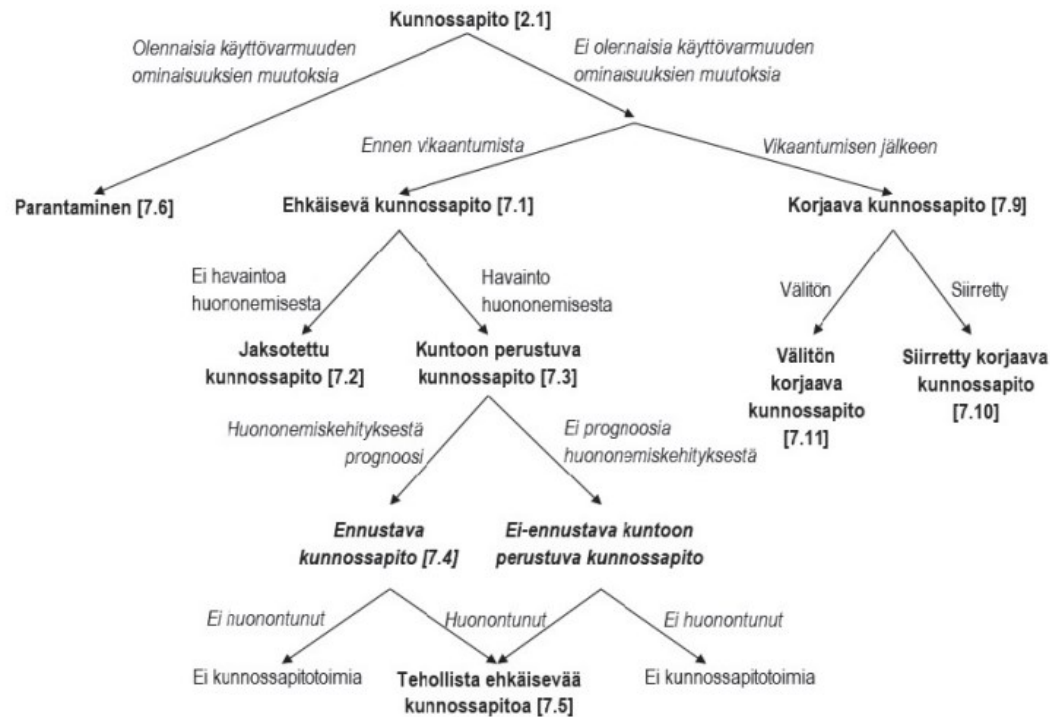 Kunnossapito [2.1]
Olennaisia käyttövarmuuden
ominaisuuksien muutoksia
Ei olennaisia käyttövarmuuden
ominaisuuksien muutoksia
Ennen vikaantumista
Vikaantumisen jälkeen
Parantaminen [7.6]
Ehkäisevä kunnossapito [7.1]
Korjaava kunnossapito [7.9]
Ei havaintoa
huononemisesta
Havainto
huononemisesta
Välitön
Siirretty
Jaksotettu
kunnossapito [7.2]
Kuntoon perustuva
kunnossapito [7.3]
Välitön
korjaava
kunnossapito
[7.11]
Siirretty korjaava
kunnossapito
[7.10]
Huononemiskehityksestä
prognoosi
Ei prognoosia
huononemiskehityksestä
Ennustava
kunnossapito [7.4]
Ei-ennustava kuntoon
perustuva kunnossapito
Ei huonontunut
Huonontunut
Ei huonontunut
Ei kunnossapitotoimia
Tehollista ehkäisevää
kunnossapitoa [7.5]
Ei kunnossapitotoimia